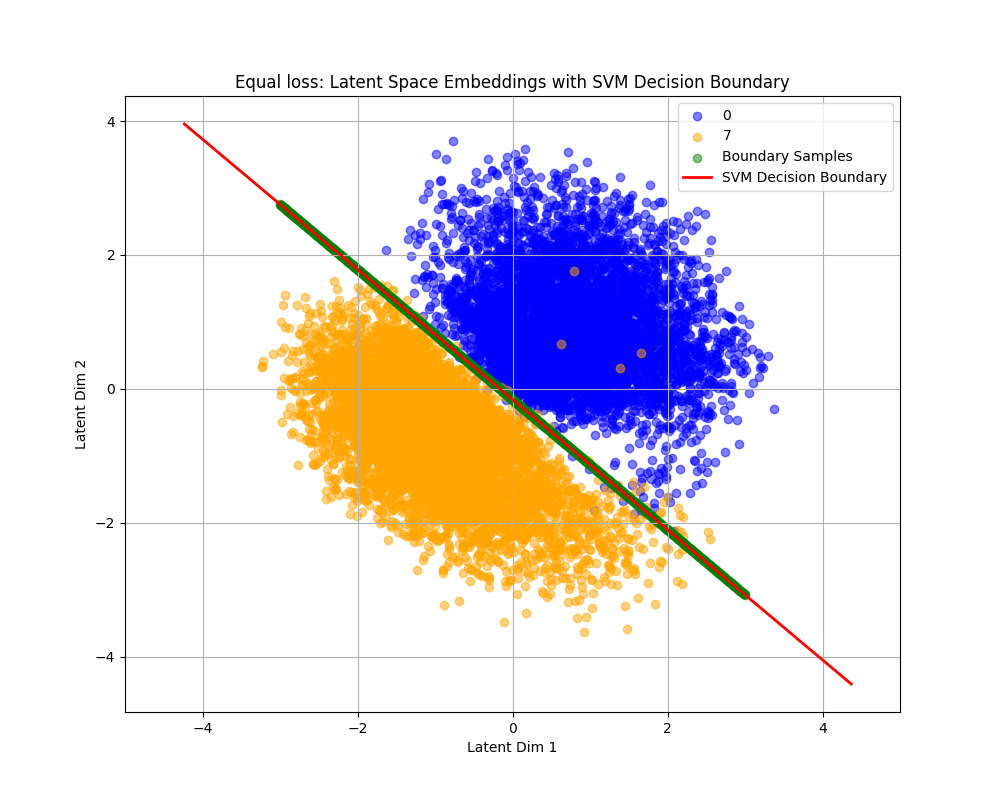 Equal loss: Latent Space Embeddings with SVM Decision Boundary
0
7
Boundary Samples
SVM Decision Boundary
4
2
0
−2
−4
Latent Dim 2
−4
−2
0
2
4
Latent Dim 1